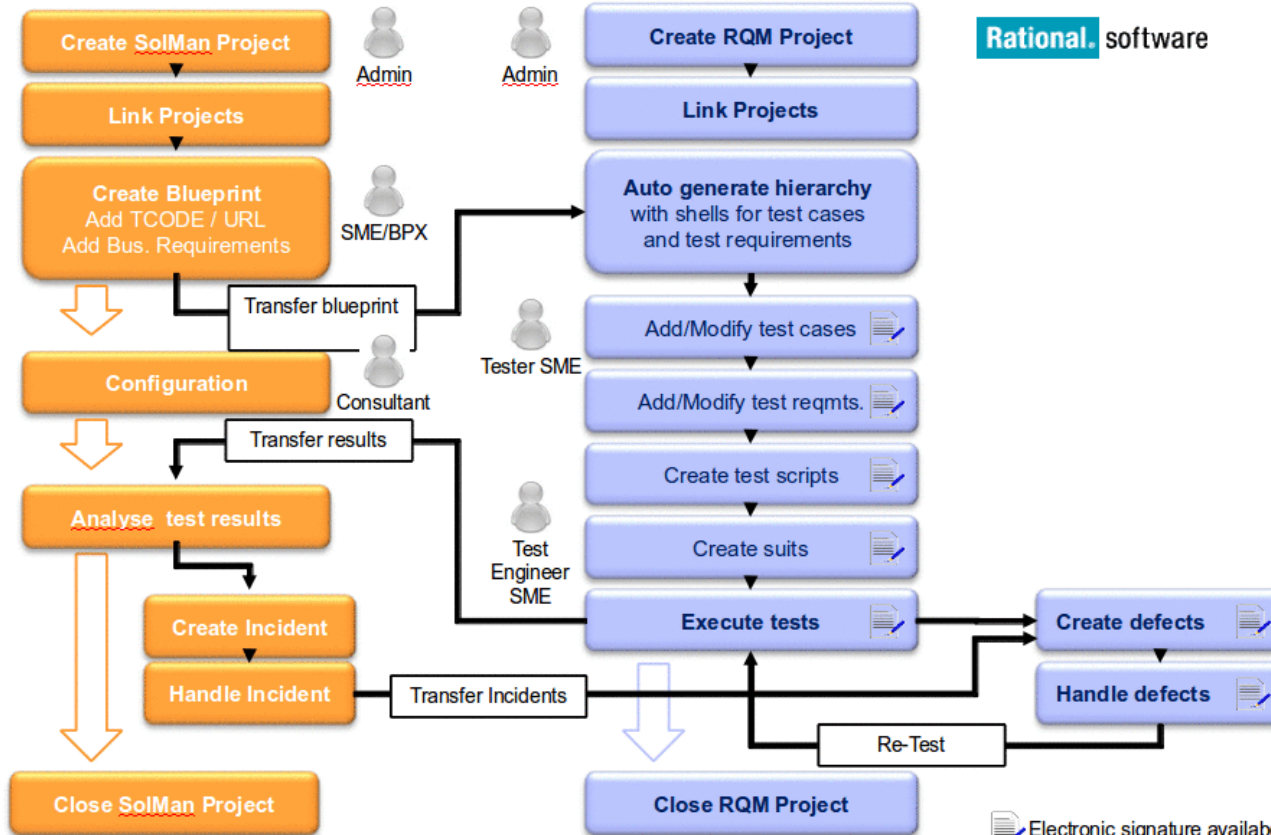 Create SolMan Project
Admin
Link Projects
Create Blueprint
Add TCODE / URL
Add Bus. Requirements
SME/BPX
Transfer blueprint
Configuration
Consultant
Transfer results
Analyse test results
Create Incident
Handle Incident
Transfer Incidents
Close SolMan Project
Admin
Create RQM Project
Link Projects
Auto generate hierarchy
with shells for test cases
and test requirements
Tester SME
Add/Modify test cases
Add/Modify test reqmts.
Create test scripts
Test
Engineer
SME
Create suits
Execute tests
Create defects
Handle defects
Re-Test
Close RQM Project
Rational. software
Electronic signature availabe